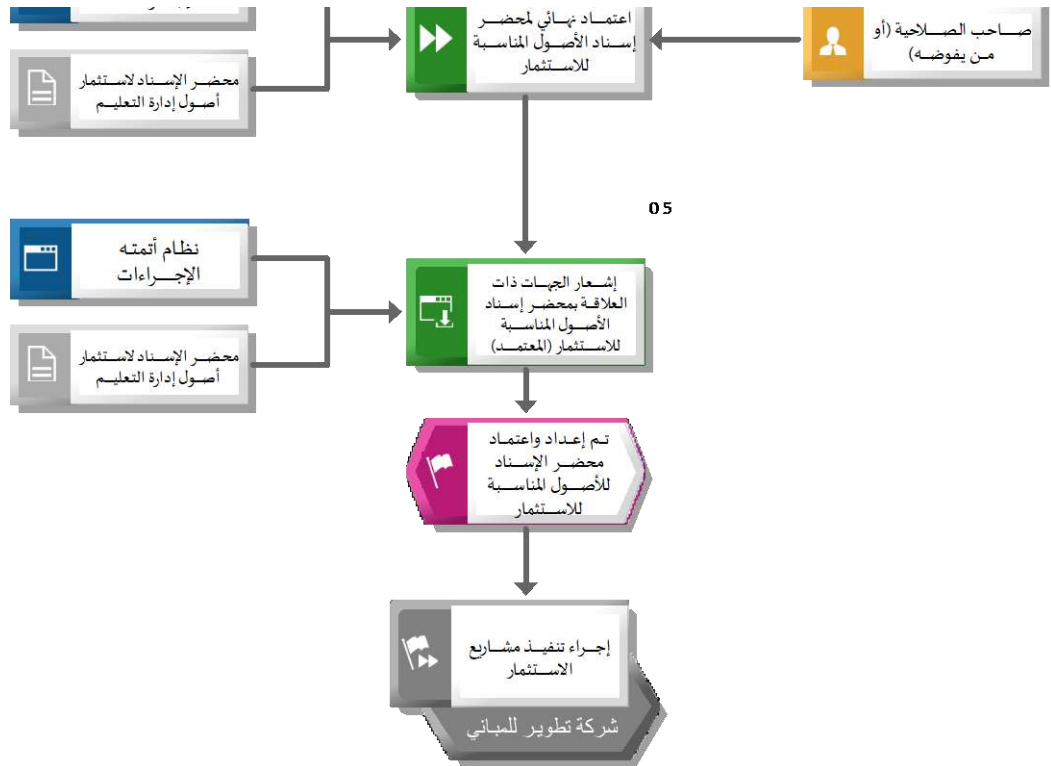 اعتماد نهائي لمحضر
إسناد الأصول المناسبة
للاستثمار
صاحب الصلاحية (أو
من يفوضه)
محضر الإسناد لاستثمار
أصول إدارة التعليم
05
نظام أتمته
الإجراءات
إشعار الجهات ذات
العلاقة بمحضر إسناد
الأصول المناسبة
للاستثمار (المعتمد)
محضر الإسناد لاستثمار
أصول إدارة التعليم
تم إعداد واعتماد
محضر الإسناد
للأصول المناسبة
للاستثمار
إجراء تنفيذ مشاريع
الاستثمار
شركة تطوير للمباني